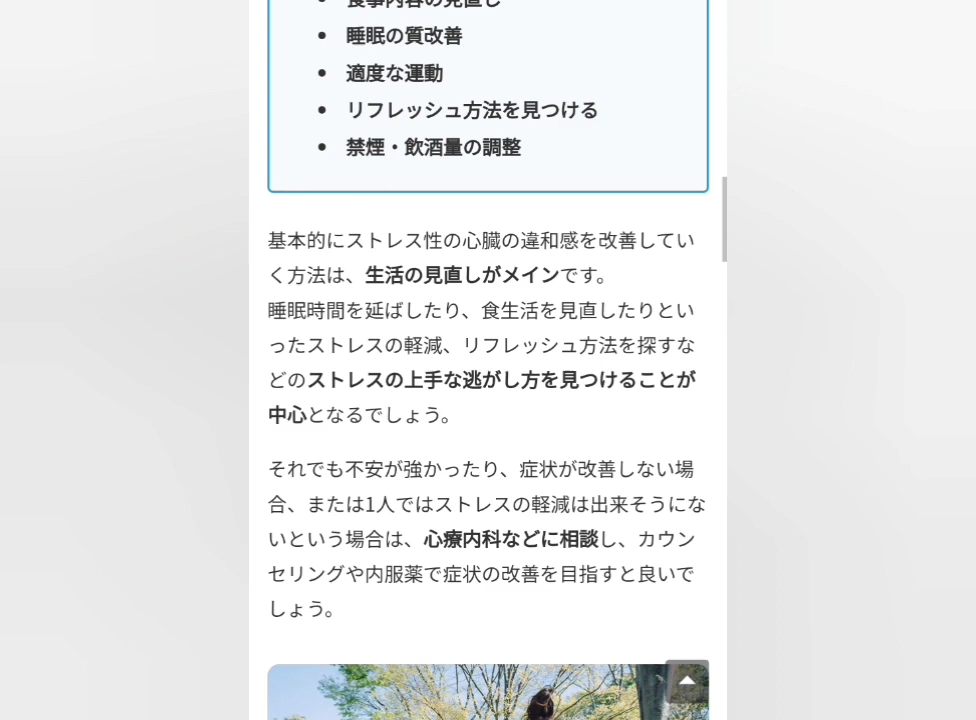 食事内容の見直し
睡眠の質改善
適度な運動
リフレッシュ方法を見つける
禁煙・飲酒量の調整
基本的にストレス性の心臓の違和感を改善してい
く方法は、生活の見直しがメインです。
睡眠時間を延ばしたり、食生活を見直したりとい
ったストレスの軽減、リフレッシュ方法を探すな
どのストレスの上手な逃がし方を見つけることが
中心となるでしょう。
それでも不安が強かったり、症状が改善しない場
合、または1人ではストレスの軽減は出来そうにな
いという場合は、心療内科などに相談し、カウン
セリングや内服薬で症状の改善を目指すと良いで
しょう。